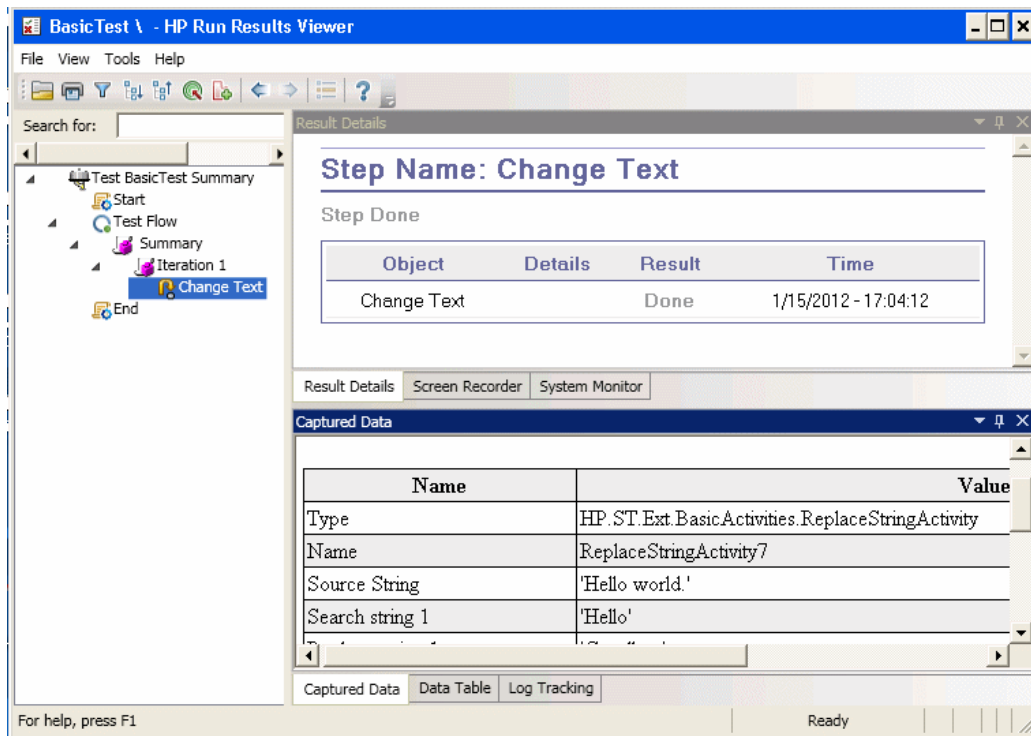 BasicTest \ - HP Run Results Viewer
File View Tools Help
Search for:
Test BasicTest Summary
Start
Test Flow
Summary
Iteration 1
Change Text
End
Result Details
Step Name: Change Text
Step Done
Object Details Result Time
Change Text Done 1/15/2012 - 17:04:12
Result Details Screen Recorder System Monitor
Captured Data
Name Value
Type HP.ST.Ext.BasicActivities.ReplaceStringActivity
Name ReplaceStringActivity7
Source String 'Hello world.'
Search string 1 'Hello'
Captured Data Data Table Log Tracking
For help, press F1 Ready